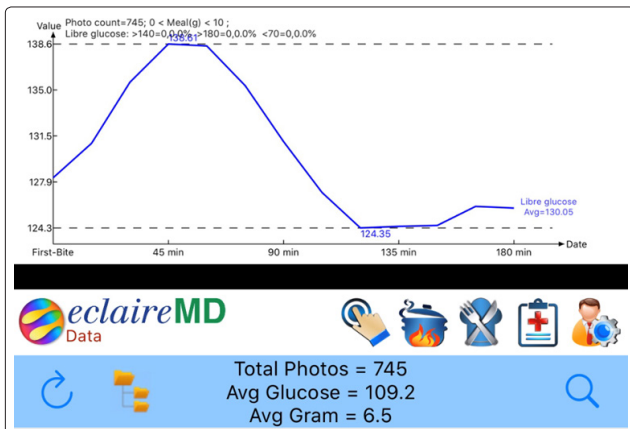 Photo count=745; 0 < Meal(g) < 10 ;
Value
Libre glucose: >140=0,0.0% >180=0,0.0% <70=0,0.0%
138.6
138.61
135.0
131.5
127.9
Libre glucose
Avg=130.05
124.3
124.35
Date
First-Bite 45 min 90 min 135 min 180 min
eclaireMD
Data
Total Photos = 745
Avg Glucose = 109.2
Avg Gram = 6.5